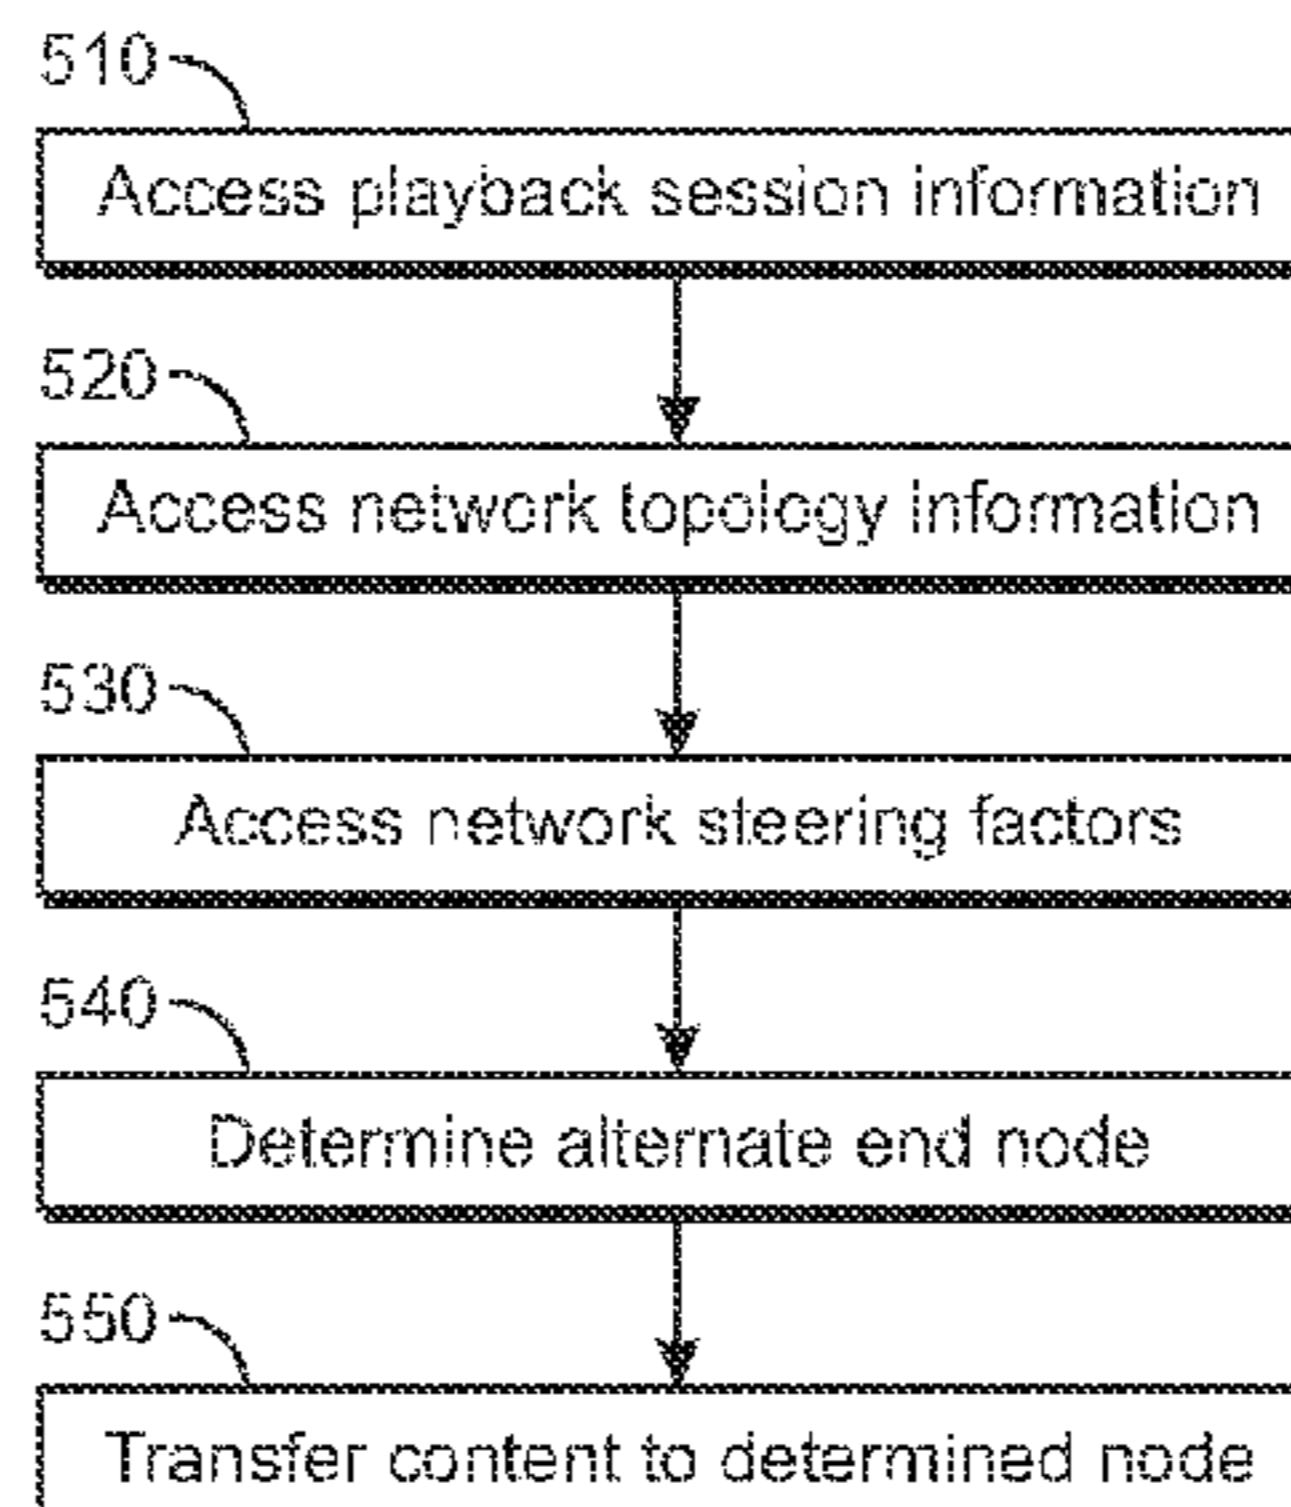 510
Access playback session information
520
Access network topology information
530
Access network steering factors
540
Determine alternate end node
550
Transfer content to determined node